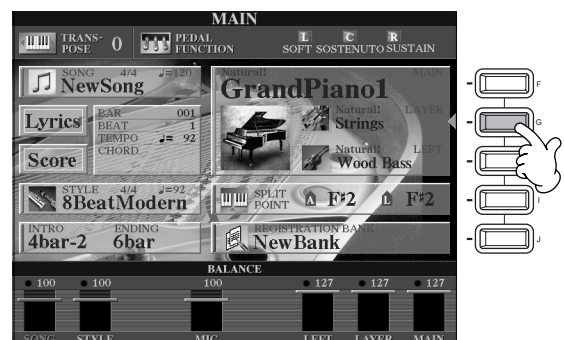 MAIN
TRANS-
POSE 0
PEDAL
FUNCTION
L C R
SOFT SOSTENUTO SUSTAIN
SONG 4/4 ♩=120
NewSong
Lyrics
Score
BAR 001
BEAT 1
TEMPO ♩= 92
CHORD
STYLE 4/4 ♩=92
8BeatModern
INTRO ENDING
4bar-2 6bar
Natural! MAIN
GrandPiano1
Natural! LAYER
Strings
Natural! LEFT
Wood Bass
SPLIT
POINT A F#2 L F#2
REGISTRATION BANK
NewBank
BALANCE
100 100 100 127 127 127
SONG STYLE MIC LEFT LAYER MAIN
F
G
I
J